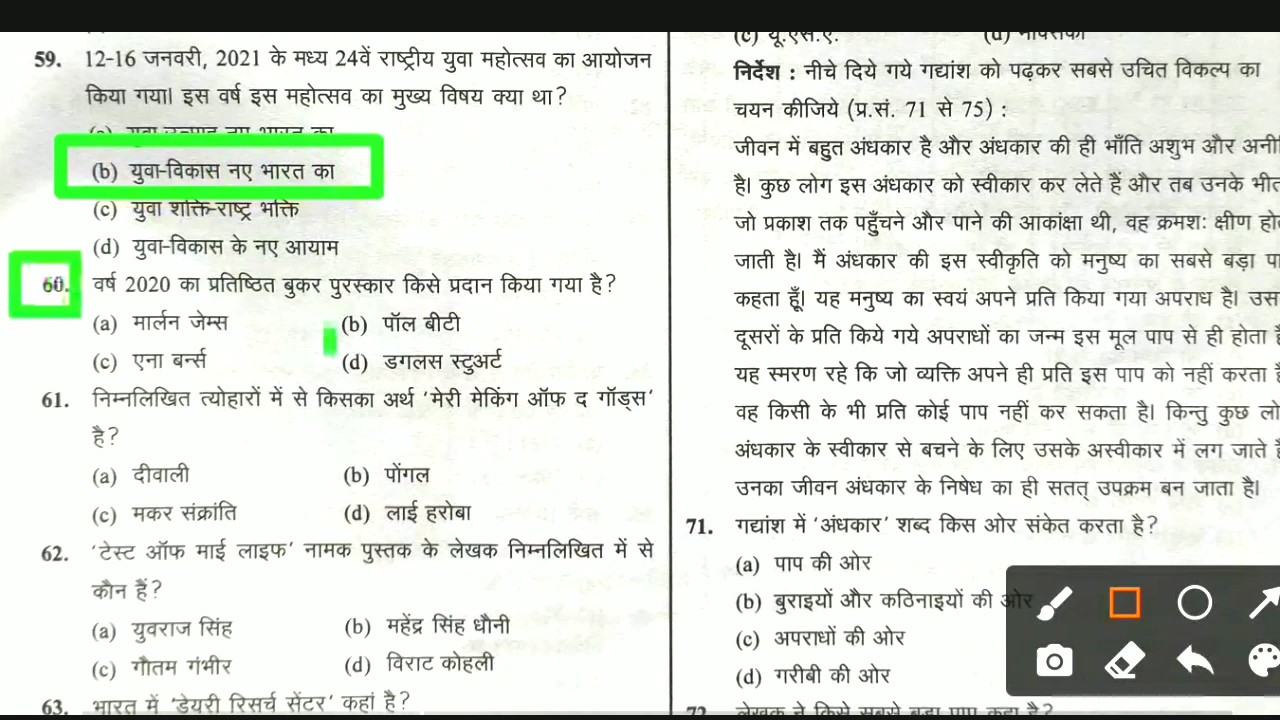 59. 12-16 जनवरी, 2021 के मध्य 24वें राष्ट्रीय युवा महोत्सव का आयोजन
किया गया। इस वर्ष इस महोत्सव का मुख्य विषय क्या था?
(b) युवा-विकास नए भारत का
(c) युवा शक्ति-राष्ट्र भक्ति
(d) युवा-विकास के नए आयाम
60. वर्ष 2020 का प्रतिष्ठित बुकर पुरस्कार किसे प्रदान किया गया है?
(a) मार्लन जेम्स (b) पॉल बीटी
(c) एना बर्न्स (d) डगलस स्टुअर्ट
61. निम्नलिखित त्योहारों में से किसका अर्थ ‘मेरी मेकिंग ऑफ द गॉड्स’
है?
(a) दीवाली (b) पोंगल
(c) मकर संक्रांति (d) लाई हरोबा
62. ‘टेस्ट ऑफ माई लाइफ’ नामक पुस्तक के लेखक निम्नलिखित में से
कौन हैं?
(a) युवराज सिंह (b) महेंद्र सिंह धौनी
(c) गौतम गंभीर (d) विराट कोहली
63. भारत में ‘डेयरी रिसर्च सेंटर’ कहां है?
(c) यू.एस.ए. (d)
निर्देश : नीचे दिये गये गद्यांश को पढ़कर सबसे उचित विकल्प का
चयन कीजिये (प्र.सं. 71 से 75) :
जीवन में बहुत अंधकार है और अंधकार की ही भाँति अशुभ और
है। कुछ लोग इस अंधकार को स्वीकार कर लेते हैं और तब उनके
जो प्रकाश तक पहुँचने और पाने की आकांक्षा थी, वह क्रमशः क्षीण
जाती है। मैं अंधकार की इस स्वीकृति को मनुष्य का सबसे बड़ा
कहता हूँ। यह मनुष्य का स्वयं अपने प्रति किया गया अपराध है।
दूसरों के प्रति किये गये अपराधों का जन्म इस मूल पाप से ही होता
यह स्मरण रहे कि जो व्यक्ति अपने ही प्रति इस पाप को नहीं करता
वह किसी के भी प्रति कोई पाप नहीं कर सकता है। किन्तु कुछ
अंधकार के स्वीकार से बचने के लिए उसके अस्वीकार में लग जाते
उनका जीवन अंधकार के निषेध का ही सतत् उपक्रम बन जाता है।
71. गद्यांश में ‘अंधकार’ शब्द किस ओर संकेत करता है?
(a) पाप की ओर
(b) बुराइयों और कठिनाइयों की ओर
(c) अपराधों की ओर
(d) गरीबी की ओर
72. लेखक ने किसे सबसे बड़ा पाप कहा है?